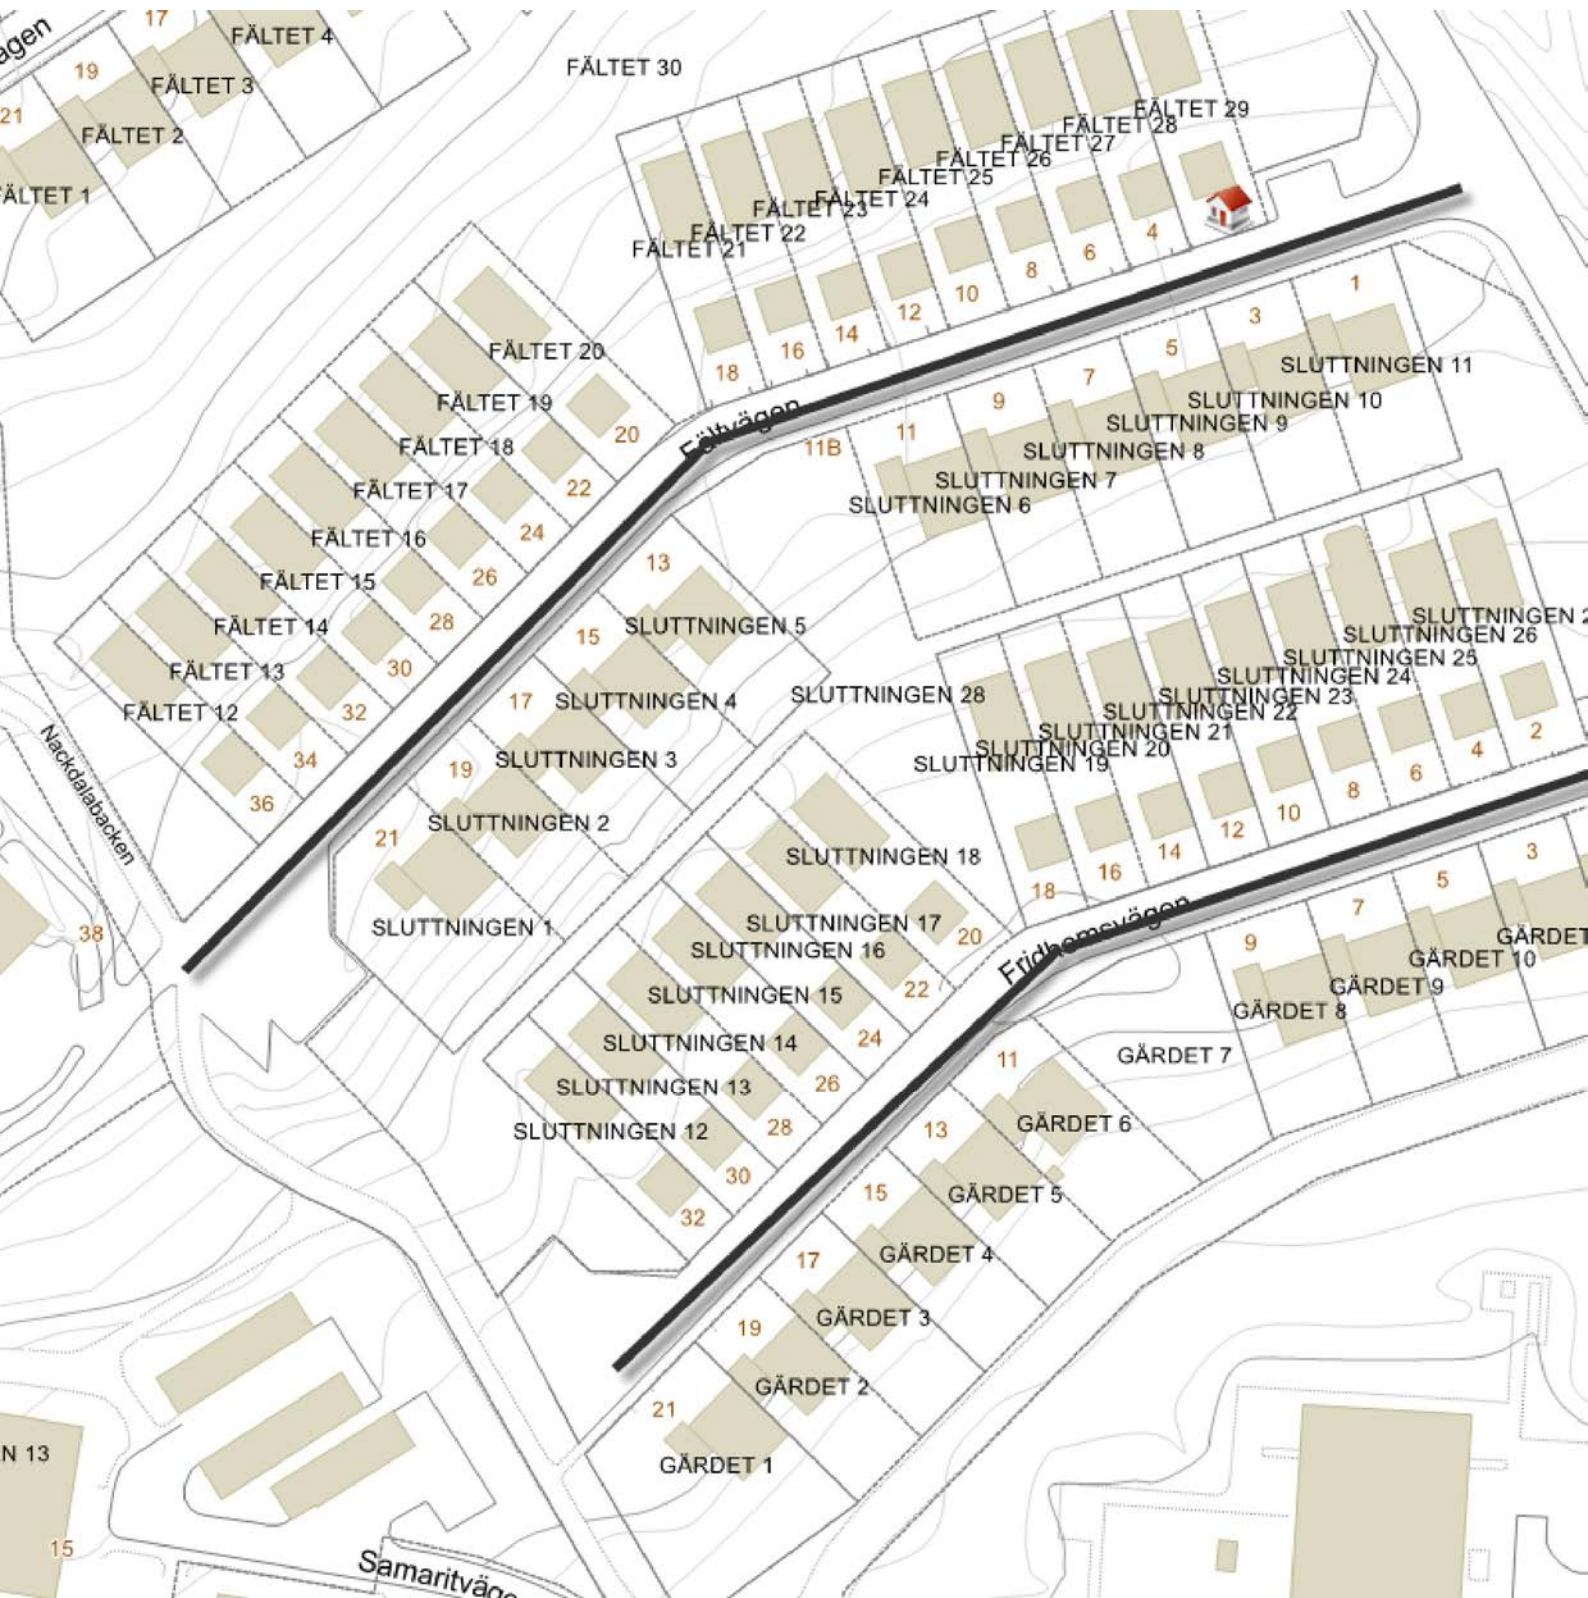 17
FÄLTET 4
19
FÄLTET 3
21
FÄLTET 2
FÄLTET 30
FÄLTET 29
FÄLTET 28
FÄLTET 27
FÄLTET 26
FÄLTET 25
FÄLTET 24
FÄLTET 23
FÄLTET 22
FÄLTET 21
4
6
8
10
12
14
16
18
1
3
5
7
9
11
11B
SLUTTNINGEN 11
SLUTTNINGEN 10
SLUTTNINGEN 9
SLUTTNINGEN 8
SLUTTNINGEN 7
SLUTTNINGEN 6
Fältvägen
FÄLTET 20
FÄLTET 19
FÄLTET 18
FÄLTET 17
FÄLTET 16
FÄLTET 15
FÄLTET 14
FÄLTET 13
FÄLTET 12
20
22
24
26
28
30
32
34
36
13
SLUTTNINGEN 5
15
SLUTTNINGEN 4
17
SLUTTNINGEN 3
19
SLUTTNINGEN 2
21
SLUTTNINGEN 1
SLUTTNINGEN 28
Nackdalabacken
38
SLUTTNINGEN 26
SLUTTNINGEN 25
SLUTTNINGEN 24
SLUTTNINGEN 23
SLUTTNINGEN 22
SLUTTNINGEN 21
SLUTTNINGEN 20
SLUTTNINGEN 19
2
4
6
8
10
12
14
16
18
SLUTTNINGEN 18
SLUTTNINGEN 17
SLUTTNINGEN 16
SLUTTNINGEN 15
SLUTTNINGEN 14
SLUTTNINGEN 13
SLUTTNINGEN 12
20
22
24
26
28
30
32
Fridhemsvägen
3
5
7
9
GÄRDET
GÄRDET 10
GÄRDET 9
GÄRDET 8
GÄRDET 7
11
GÄRDET 6
13
GÄRDET 5
15
GÄRDET 4
17
GÄRDET 3
19
GÄRDET 2
21
GÄRDET 1
N 13
15